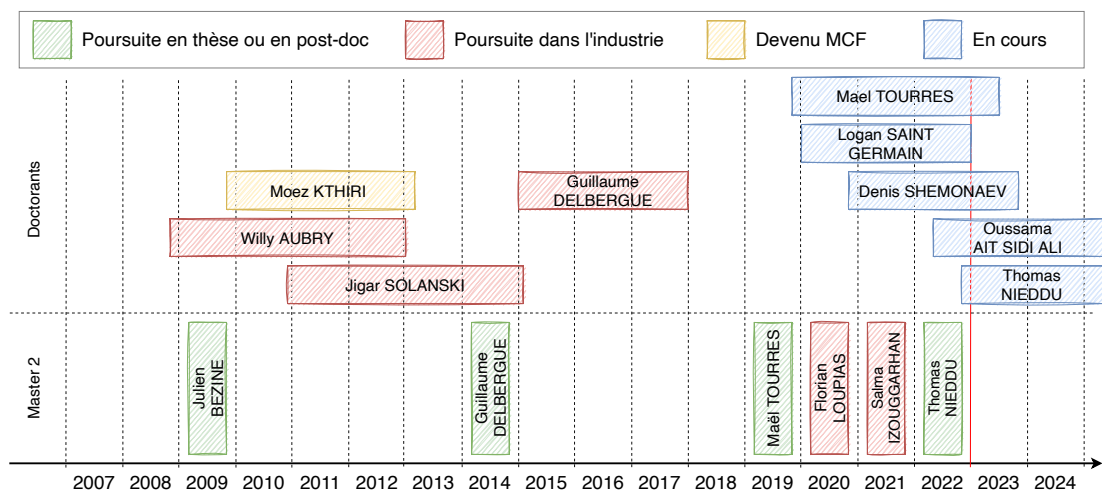 Poursuite en thèse ou en post-doc
Poursuite dans l'industrie
Devenu MCF
En cours
Doctorants
Mael TOURRES
Logan SAINT
GERMAIN
Moez KTHIRI
Guillaume
DELBERGUE
Denis SHEMONAEV
Willy AUBRY
Oussama
AIT SIDI ALI
Jigar SOLANSKI
Thomas
NIEDDU
Master 2
Julien
BEZINE
Guillaume
DELBERGUE
Maël TOURRES
Florian
LOUPIAS
Salma
IZOUGGARHAN
Thomas
NIEDDU
2007 2008 2009 2010 2011 2012 2013 2014 2015 2016 2017 2018 2019 2020 2021 2022 2023 2024